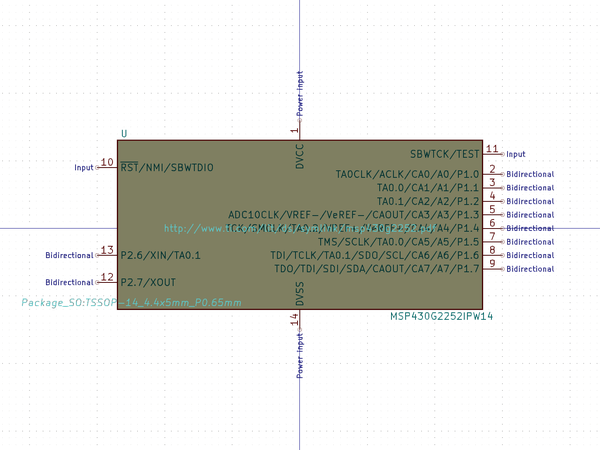 Power Input
1
U
DVCC
SBWTCK/TEST 11 Input
Input 10 RST/NMI/SBWTDIO
TA0CLK/ACLK/CA0/A0/P1.0 2 Bidirectional
TA0.0/CA1/A1/P1.1 3 Bidirectional
TA0.1/CA2/A2/P1.2 4 Bidirectional
ADC10CLK/VREF-/VeREF-/CAOUT/CA3/A3/P1.3 5 Bidirectional
/A4/P1.4 6 Bidirectional
TMS/SCLK/TA0.0/CA5/A5/P1.5 7 Bidirectional
Bidirectional 13 P2.6/XIN/TA0.1
TDI/TCLK/TA0.1/SDO/SCL/CA6/A6/P1.6 8 Bidirectional
TDO/TDI/SDI/SDA/CAOUT/CA7/A7/P1.7 9 Bidirectional
Bidirectional 12 P2.7/XOUT
DVSS
Package_SO:TSSOP-14_4.4x5mm_P0.65mm
MSP430G2252IPW14
14
Power Input